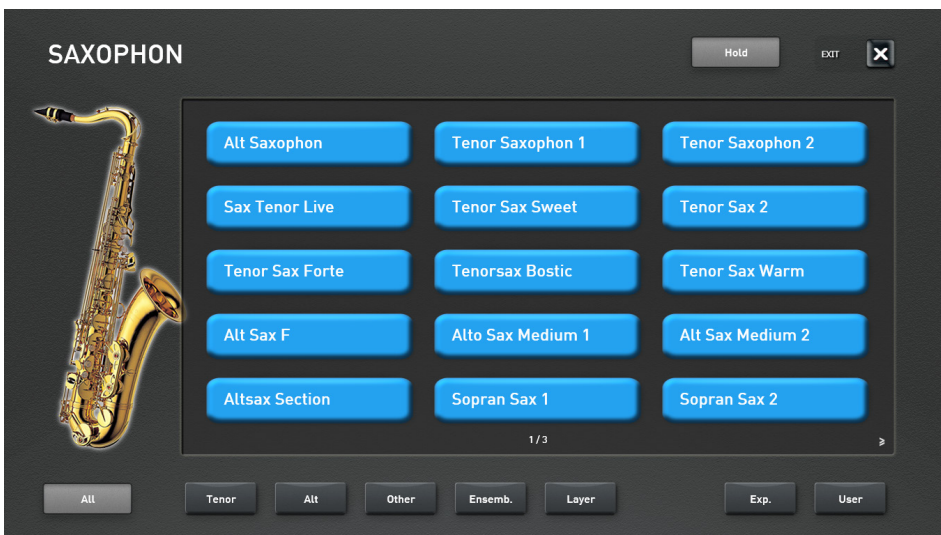 SAXOPHON
Hold
EXIT
Alt Saxophon
Tenor Saxophon 1
Tenor Saxophon 2
Sax Tenor Live
Tenor Sax Sweet
Tenor Sax 2
Tenor Sax Forte
Tenorsax Bostic
Tenor Sax Warm
Alt Sax F
Alto Sax Medium 1
Alt Sax Medium 2
Altsax Section
Sopran Sax 1
Sopran Sax 2
1/3
All
Tenor
Alt
Other
Ensemb.
Layer
Exp.
User